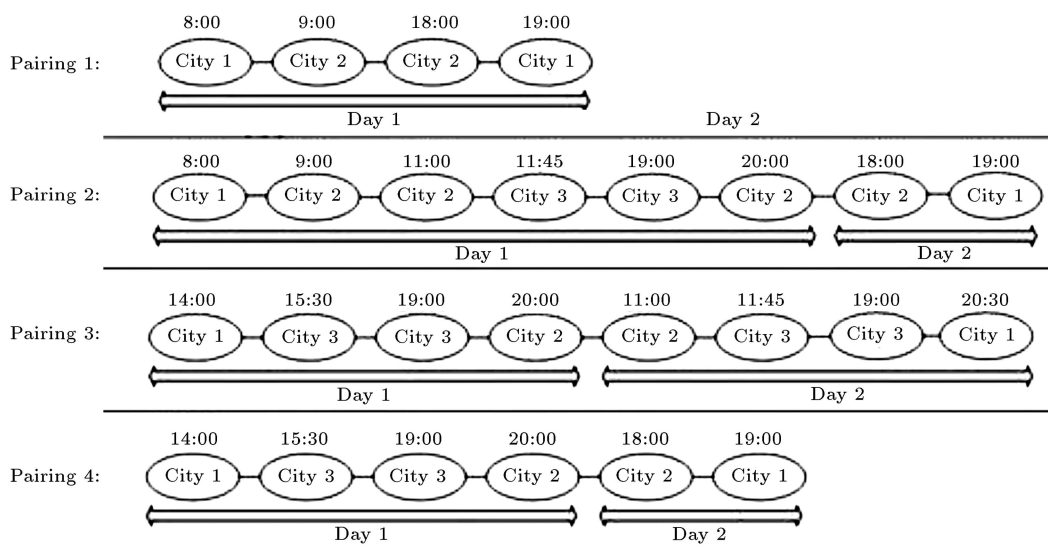 8:00 9:00 18:00 19:00
Pairing 1: City 1 City 2 City 2 City 1
Day 1 Day 2
8:00 9:00 11:00 11:45 19:00 20:00 18:00 19:00
Pairing 2: City 1 City 2 City 2 City 3 City 3 City 2 City 2 City 1
Day 1 Day 2
14:00 15:30 19:00 20:00 11:00 11:45 19:00 20:30
Pairing 3: City 1 City 3 City 3 City 2 City 2 City 3 City 3 City 1
Day 1 Day 2
14:00 15:30 19:00 20:00 18:00 19:00
Pairing 4: City 1 City 3 City 3 City 2 City 2 City 1
Day 1 Day 2